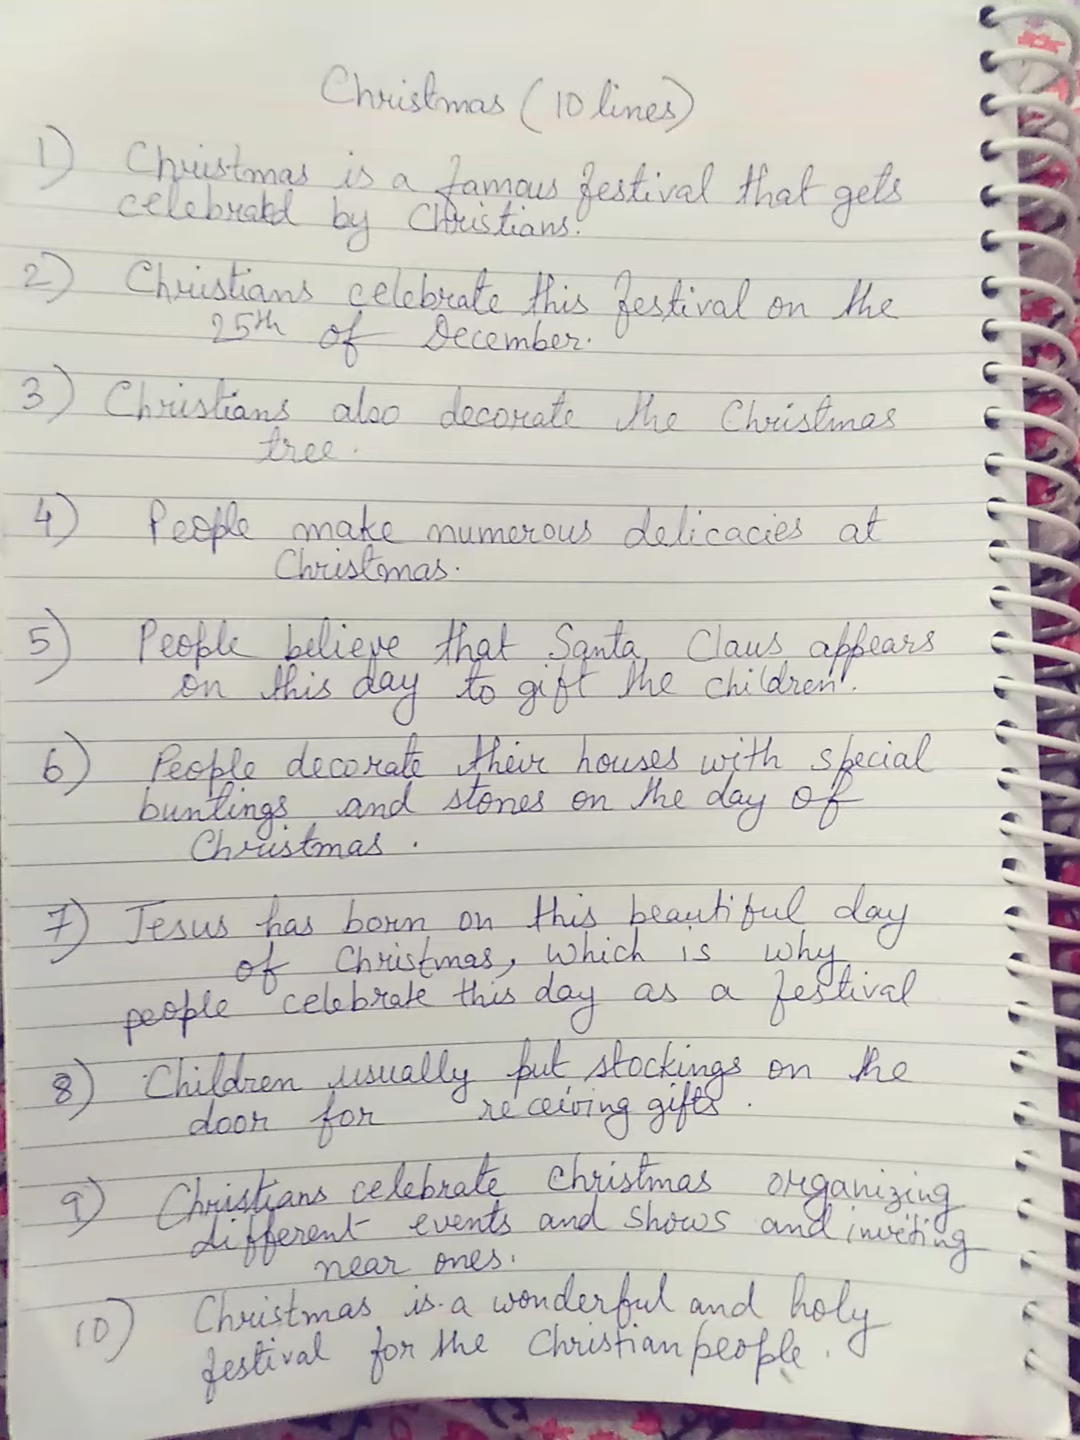 Christmas (10 lines)
1) Christmas is a famous festival that gets
celebrated by Christians.
2) Christians celebrate this festival on the
25th of December.
3) Christians also decorate the Christmas
tree.
4) People make numerous delicacies at
Christmas.
5) People believe that Santa Claus appears
on this day to gift the children.
6) People decorate their houses with special
buntings and stones on the day of
Christmas.
7) Jesus has born on this beautiful day
of Christmas, which is why
people celebrate this day as a festival
8) Children usually put stockings on the
door for receiving gifts.
9) Christians celebrate Christmas organizing
different events and shows and inviting
near ones.
10) Christmas is a wonderful and holy
festival for the Christian people.